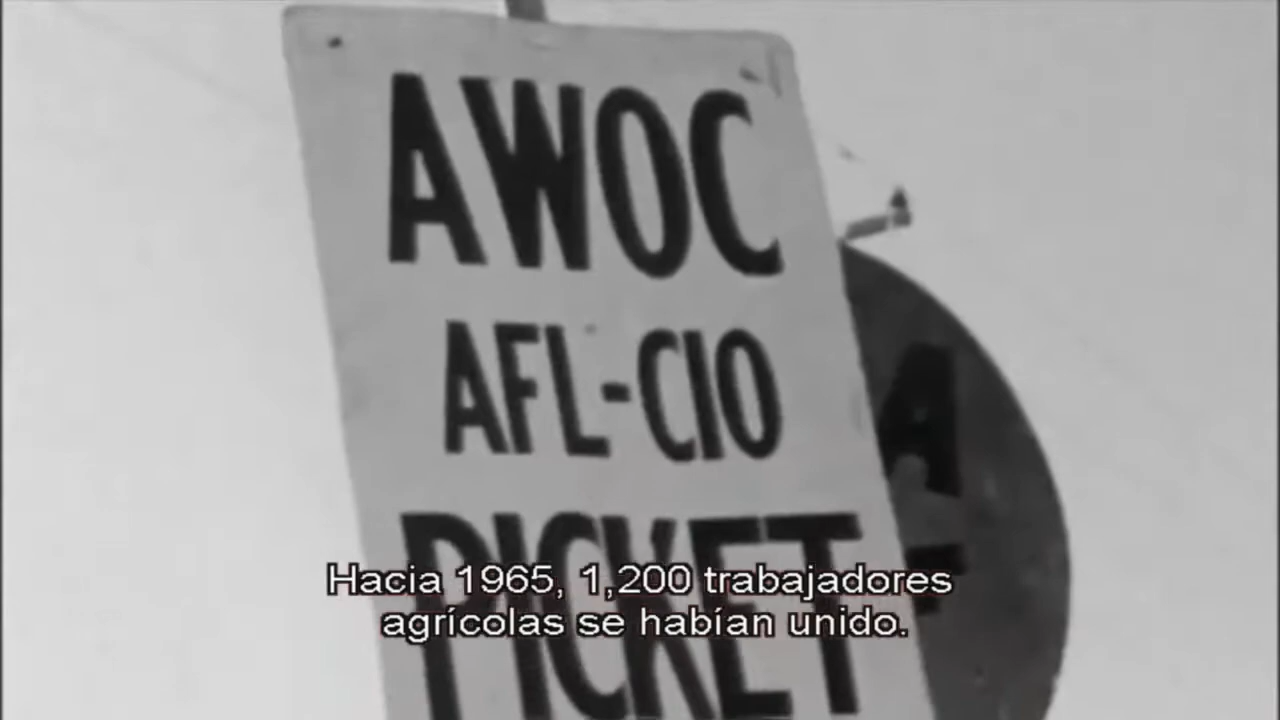 AWOC
AFL-CIO
PICKET
A
Hacia 1965, 1,200 trabajadores
agrícolas se habían unido.